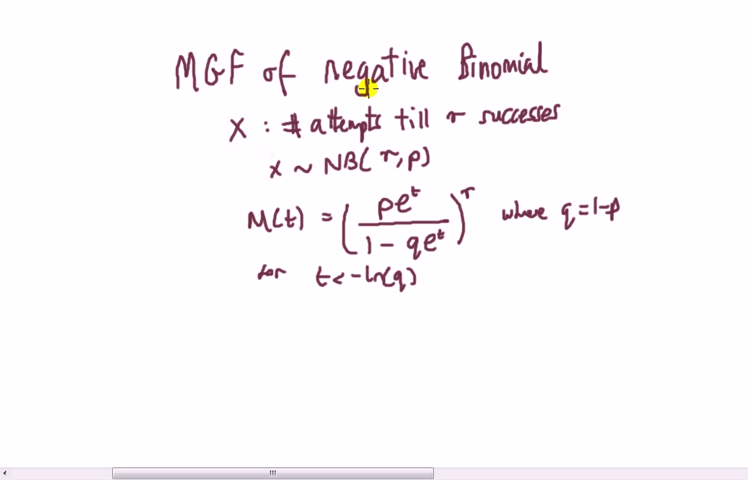 MGF of negative Binomial
X : # attempts till r successes
X ~ NB(r,p)
M(t) = (pe^t / 1 - qe^t)^r where q=1-p
for t < -ln(q)